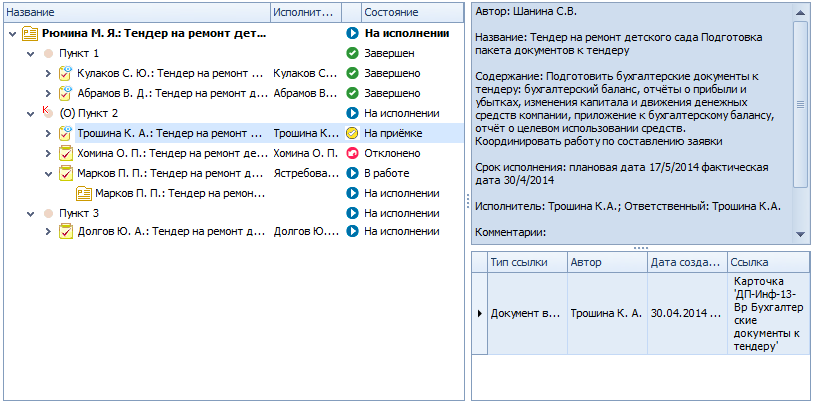 Название Исполнит... Состояние
Рюмина М. Я.: Тендер на ремонт дет... На исполнении
Пункт 1 Завершен
Кулаков С. Ю.: Тендер на ремонт ... Кулаков С... Завершено
Абрамов В. Д.: Тендер на ремонт д... Абрамов В... Завершено
К (О) Пункт 2 На исполнении
Трошина К. А.: Тендер на ремонт ... Трошина К... На приёмке
Хомина О. П.: Тендер на ремонт де... Хомина О. П. Отклонено
Марков П. П.: Тендер на ремонт д... Ястребова... В работе
Марков П. П.: Тендер на ремон... На исполнении
Пункт 3 На исполнении
Долгов Ю. А.: Тендер на ремонт д... Долгов Ю.... На исполнении
Автор: Шанина С.В.
Название: Тендер на ремонт детского сада Подготовка
пакета документов к тендеру
Содержание: Подготовить бухгалтерские документы к
тендеру: бухгалтерский баланс, отчёты о прибыли и
убытках, изменения капитала и движения денежных
средств компании, приложение к бухгалтерскому балансу,
отчёт о целевом использовании средств.
Координировать работу по составлению заявки
Срок исполнения: плановая дата 17/5/2014 фактическая
дата 30/4/2014
Исполнитель: Трошина К.А.; Ответственный: Трошина К.А.
Комментарии:
Тип ссылки Автор Дата созда... Ссылка
Документ в... Трошина К. А. 30.04.2014 ...
Карточка
'ДП-Инф-13-
Вр Бухгалтер
ские
документы к
тендеру'